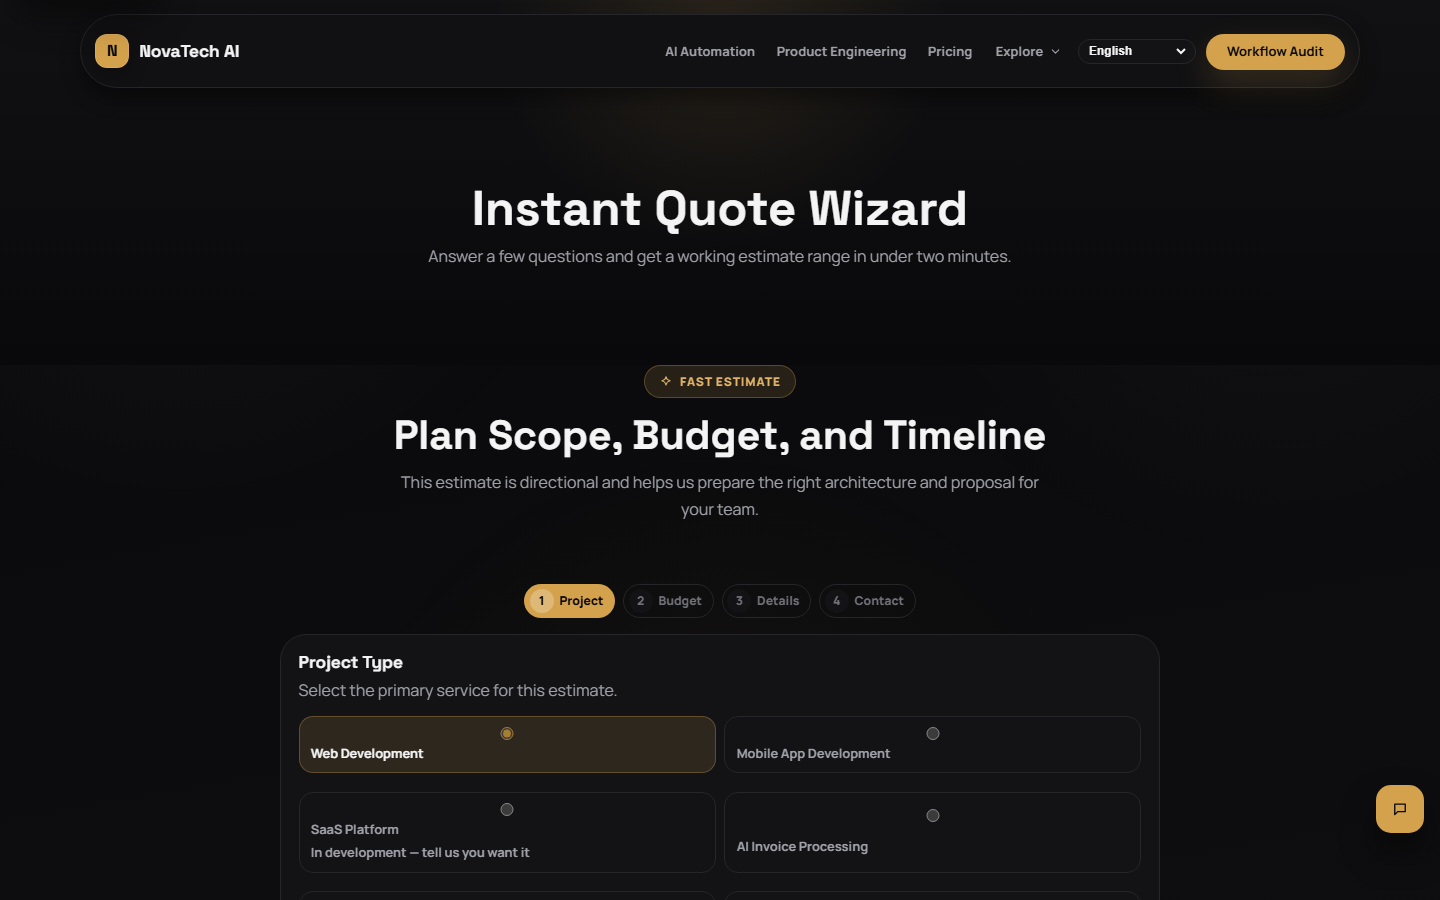 N NovaTech AI
AI Automation Product Engineering Pricing Explore English Workflow Audit
Instant Quote Wizard
Answer a few questions and get a working estimate range in under two minutes.
FAST ESTIMATE
Plan Scope, Budget, and Timeline
This estimate is directional and helps us prepare the right architecture and proposal for
your team.
1 Project 2 Budget 3 Details 4 Contact
Project Type
Select the primary service for this estimate.
Web Development
Mobile App Development
SaaS Platform
In development — tell us you want it
AI Invoice Processing